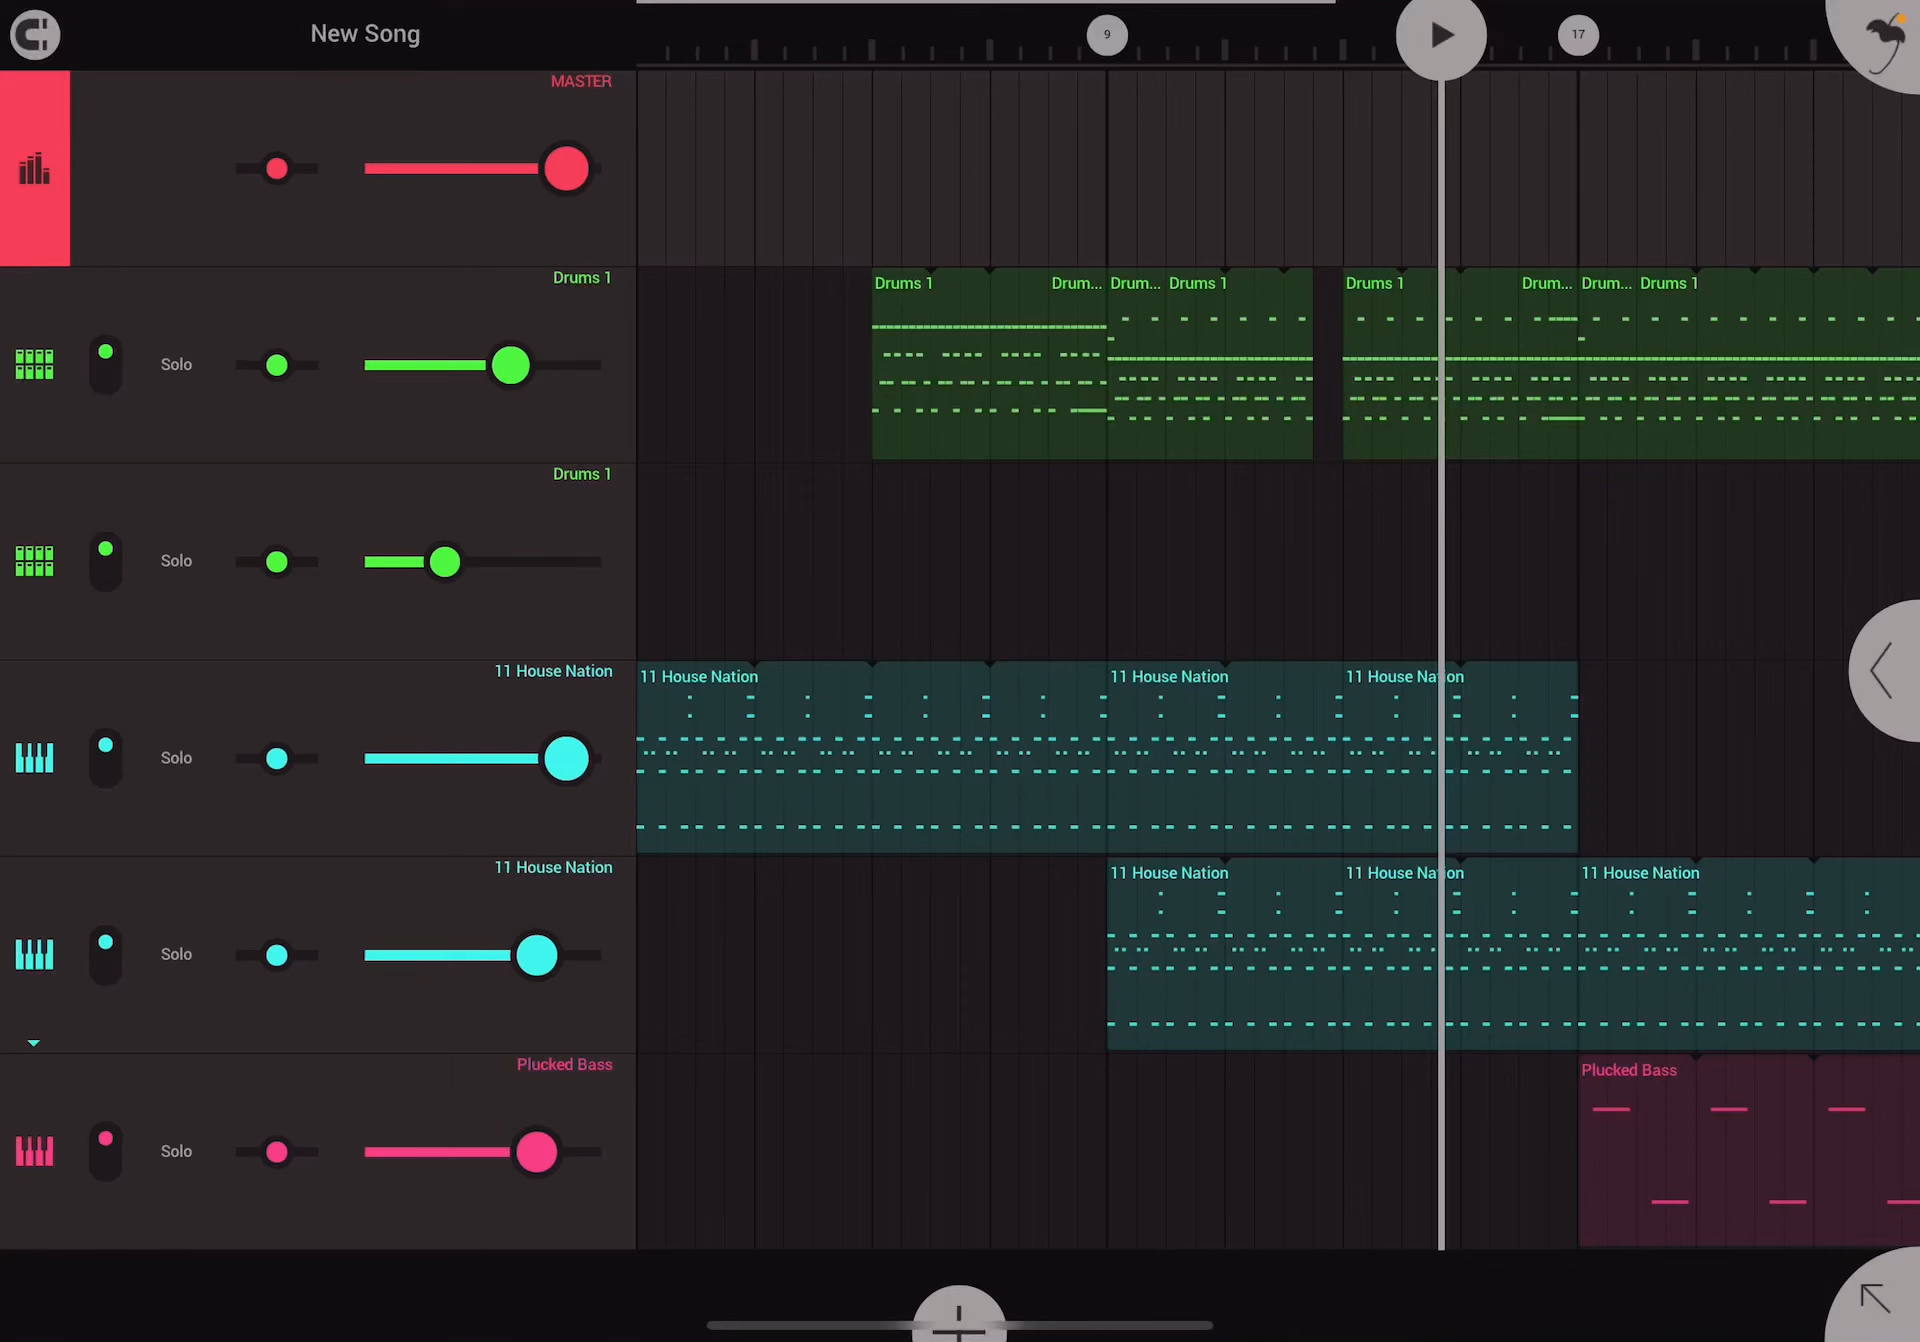 New Song
9
17
MASTER
Drums 1
Solo
Drums 1 Drum... Drum... Drums 1 Drums 1 Drum... Drum... Drums 1
Drums 1
Solo
11 House Nation
Solo
11 House Nation 11 House Nation 11 House Nation
11 House Nation
Solo
11 House Nation 11 House Nation 11 House Nation
Plucked Bass
Solo
Plucked Bass